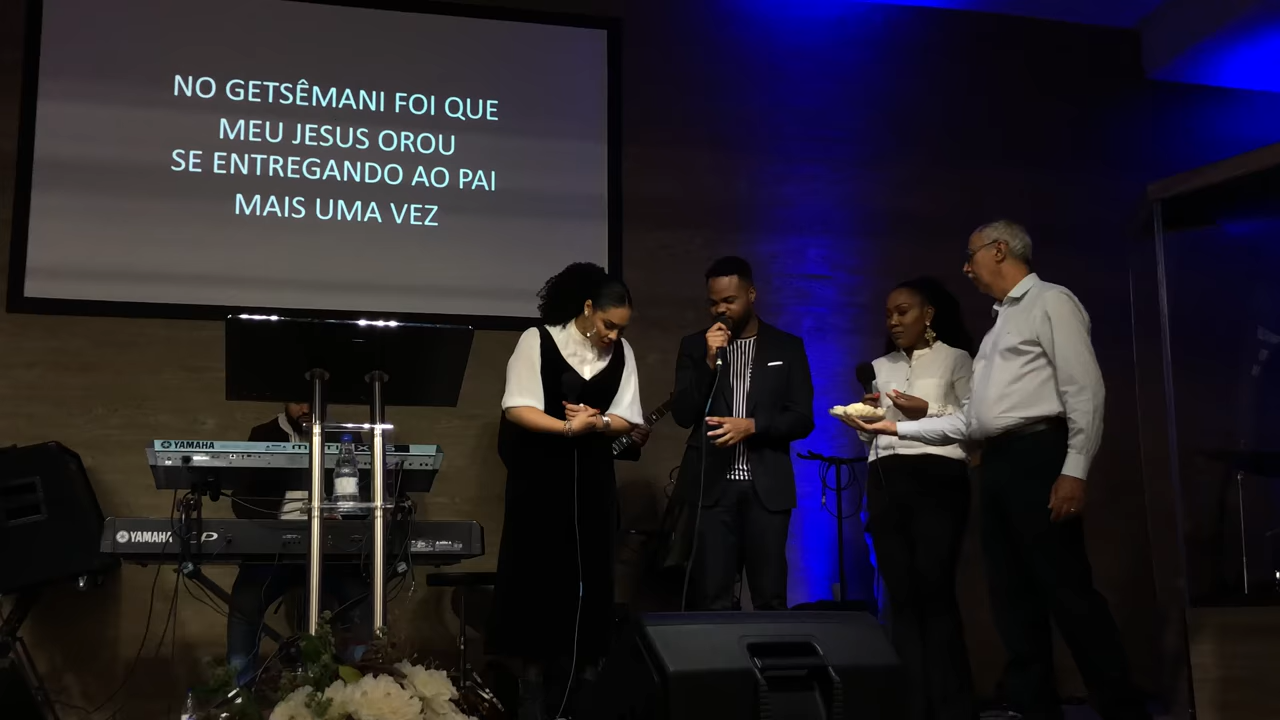 NO GETSÊMANI FOI QUE
MEU JESUS OROU
SE ENTREGANDO AO PAI
MAIS UMA VEZ
YAMAHA
YAMAHA